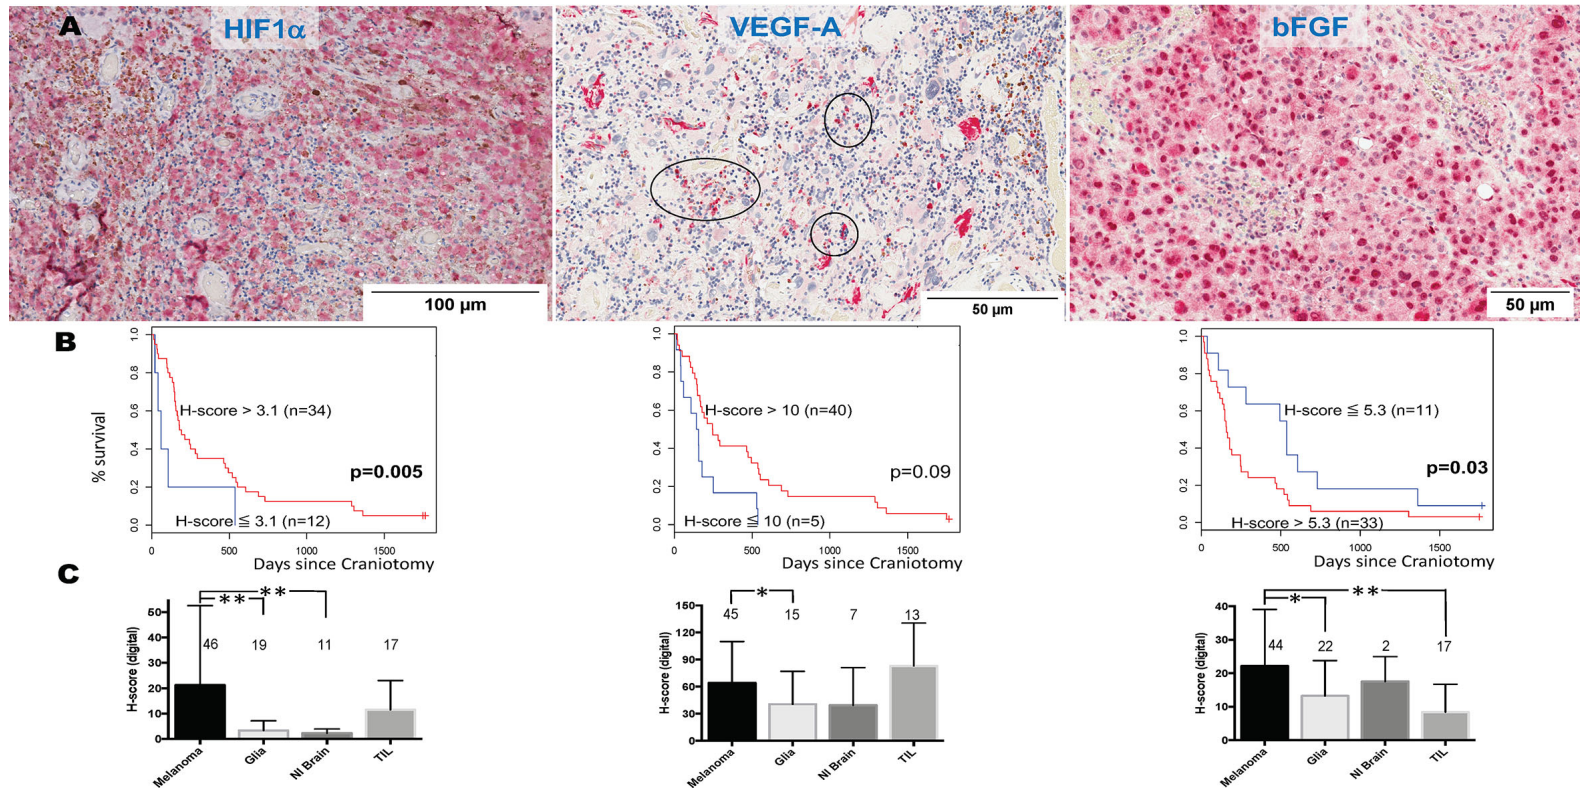 A
HIF1α
VEGF-A
bFGF
100 µm
50 µm
50 µm
B
% survival
1.0
0.8
0.6
0.4
0.2
0.0
H-score > 3.1 (n=34)
p=0.005
H-score ≦ 3.1 (n=12)
0
500
1000
1500
Days since Craniotomy
1.0
0.8
0.6
0.4
0.2
0.0
H-score > 10 (n=40)
p=0.09
H-score ≦ 10 (n=5)
0
500
1000
1500
Days since Craniotomy
1.0
0.8
0.6
0.4
0.2
0.0
H-score ≦ 5.3 (n=11)
p=0.03
H-score > 5.3 (n=33)
0
500
1000
1500
Days since Craniotomy
C
H-score (digital)
50
40
30
20
10
0
**
**
46
19
11
17
Melanoma
Glia
NI Brain
TIL
H-score (digital)
150
120
90
60
30
0
*
45
15
7
13
Melanoma
Glia
NI Brain
TIL
H-score (digital)
40
30
20
10
0
**
*
44
22
2
17
Melanoma
Glia
NI Brain
TIL